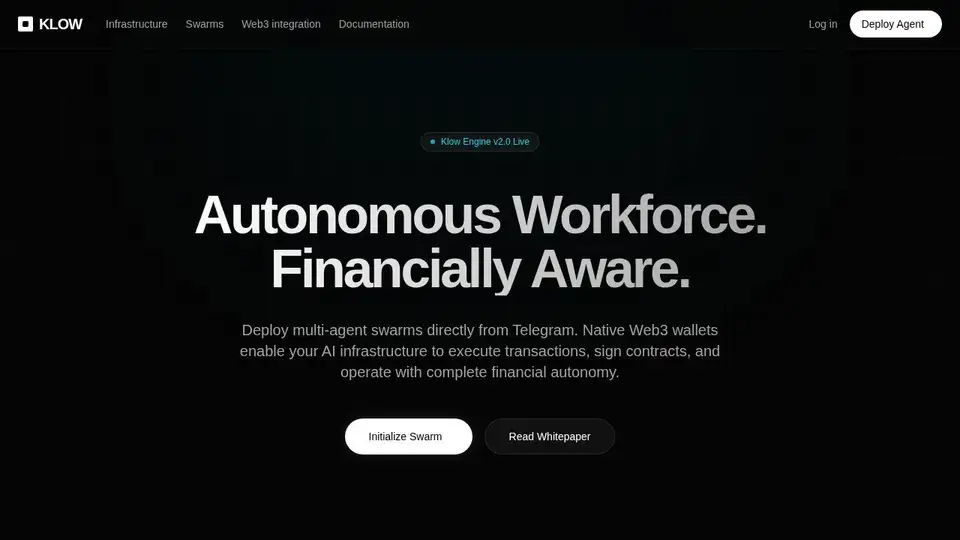 KLOW
Infrastructure
Swarms
Web3 integration
Documentation
Log in
Deploy Agent
Klow Engine v2.0 Live
Autonomous Workforce.
Financially Aware.
Deploy multi-agent swarms directly from Telegram. Native Web3 wallets
enable your AI infrastructure to execute transactions, sign contracts, and
operate with complete financial autonomy.
Initialize Swarm
Read Whitepaper